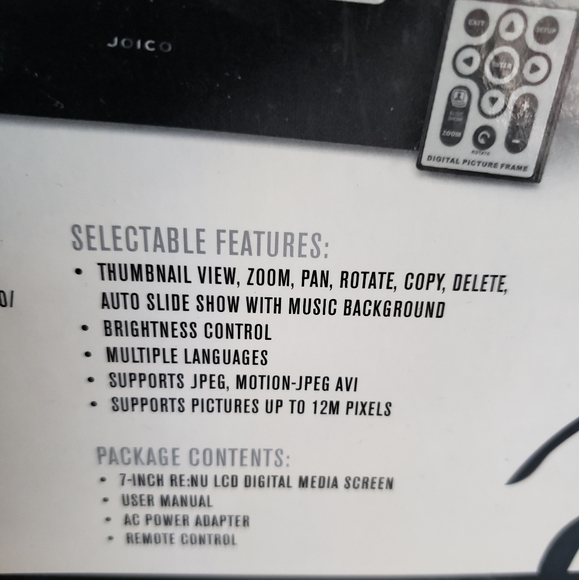 JOICO
EXIT
SETUP
ENTER
SLIDE
SHOW
ZOOM
ROTATE
DIGITAL PICTURE FRAME
SELECTABLE FEATURES:
• THUMBNAIL VIEW, ZOOM, PAN, ROTATE, COPY, DELETE,
AUTO SLIDE SHOW WITH MUSIC BACKGROUND
• BRIGHTNESS CONTROL
• MULTIPLE LANGUAGES
• SUPPORTS JPEG, MOTION-JPEG AVI
• SUPPORTS PICTURES UP TO 12M PIXELS
PACKAGE CONTENTS:
• 7-INCH RE:NU LCD DIGITAL MEDIA SCREEN
• USER MANUAL
• AC POWER ADAPTER
• REMOTE CONTROL